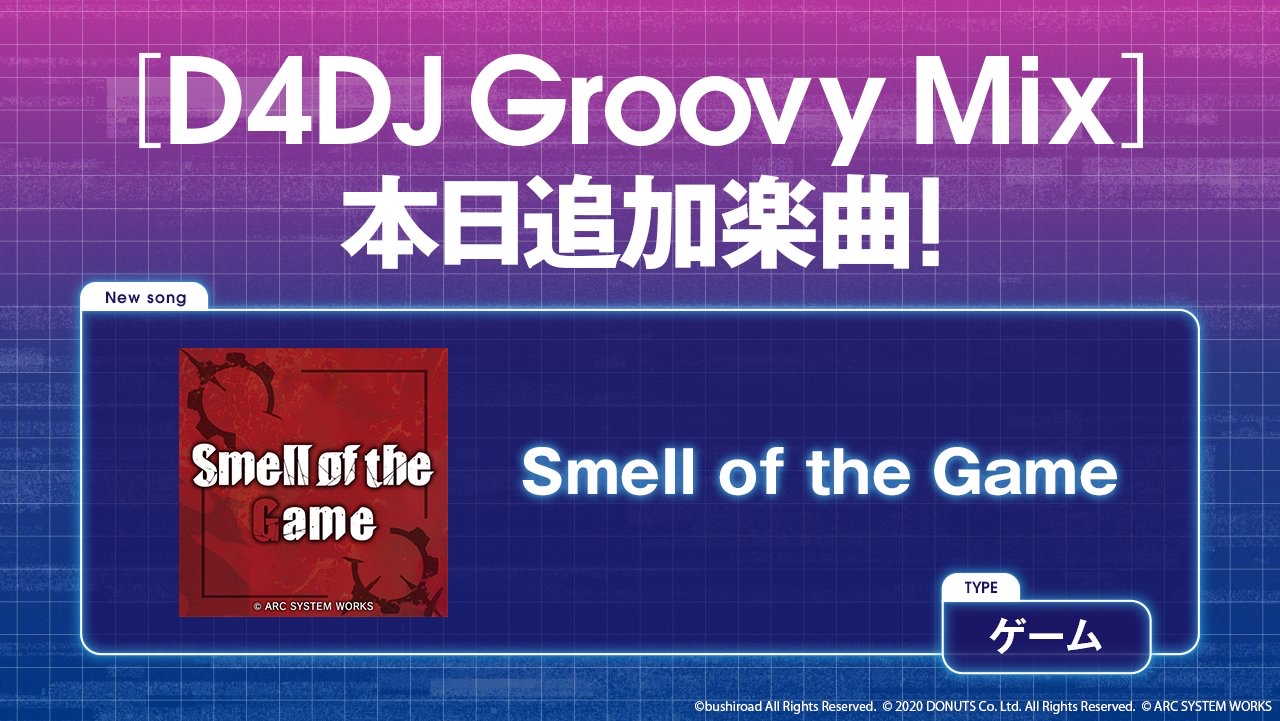 [D4DJ Groovy Mix]
本日追加楽曲!
New song
Smell of the
Game
© ARC SYSTEM WORKS
Smell of the Game
TYPE
ゲーム
©bushiroad All Rights Reserved. © 2020 DONUTS Co. Ltd. All Rights Reserved. © ARC SYSTEM WORKS